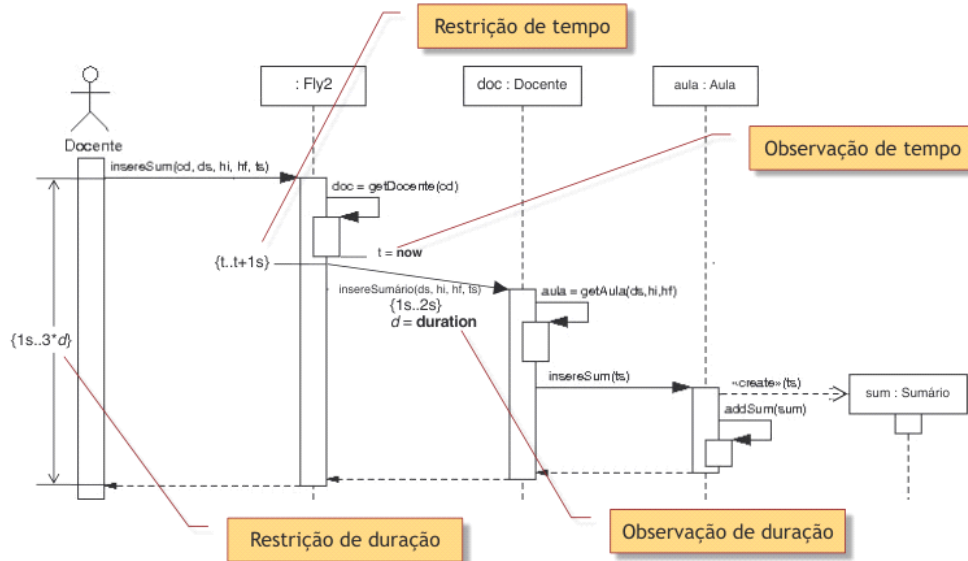 Restrição de tempo
: Fly2
doc : Docente
aula : Aula
Docente
Observação de tempo
insereSum(cd, ds, hi, hf, ts)
doc = getDocente(cd)
t = now
{t..t+1s}
insereSumário(ds, hi, hf, ts)
{1s..2s}
d = duration
aula = getAula(ds,hi,hf)
{1s..3*d}
insereSum(ts)
«create»(ts)
sum : Sumário
addSum(sum)
Restrição de duração
Observação de duração